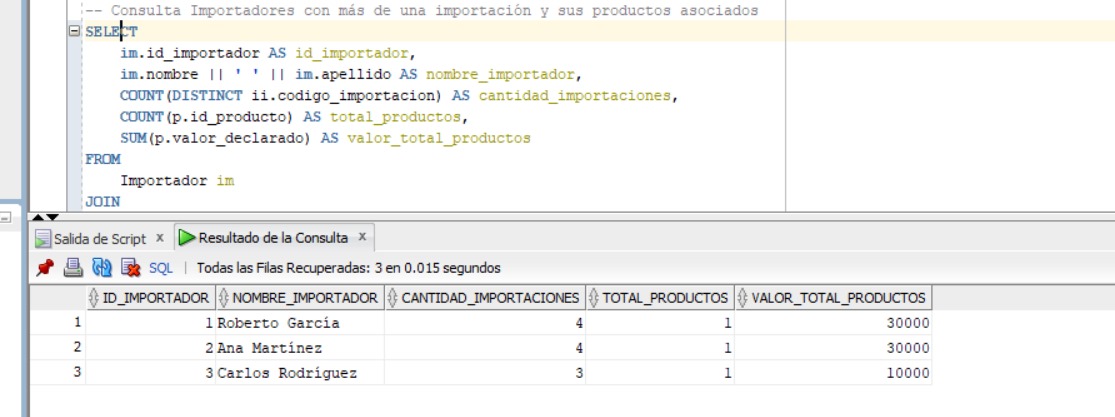 -- Consulta Importadores con más de una importación y sus productos asociados
SELECT
im.id_importador AS id_importador,
im.nombre || ' ' || im.apellido AS nombre_importador,
COUNT(DISTINCT ii.codigo_importacion) AS cantidad_importaciones,
COUNT(p.id_producto) AS total_productos,
SUM(p.valor_declarado) AS valor_total_productos
FROM
Importador im
JOIN
Salida de Script x Resultado de la Consulta x
SQL | Todas las Filas Recuperadas: 3 en 0.015 segundos
ID_IMPORTADOR NOMBRE_IMPORTADOR CANTIDAD_IMPORTACIONES TOTAL_PRODUCTOS VALOR_TOTAL_PRODUCTOS
1 1 Roberto García 4 1 30000
2 2 Ana Martínez 4 1 30000
3 3 Carlos Rodríguez 3 1 10000